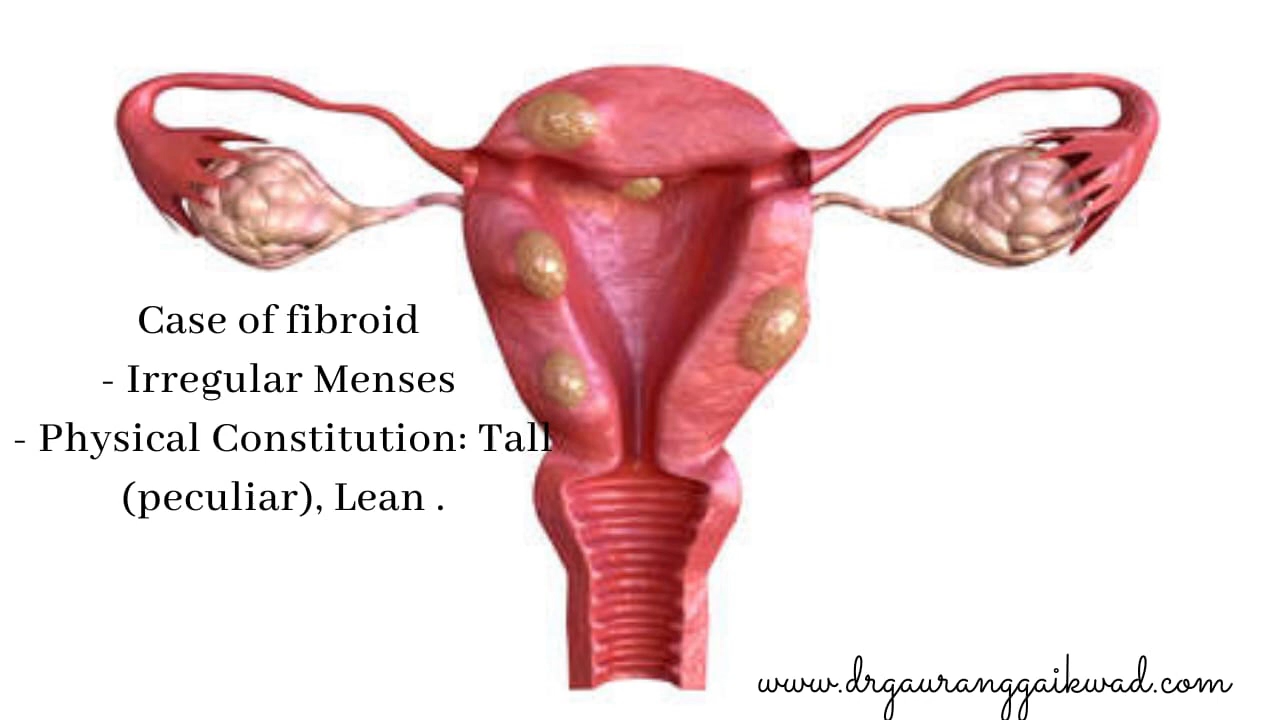 Case of fibroid
- Irregular Menses
- Physical Constitution: Tall
(peculiar), Lean .
www.drgauranggaikwad.com